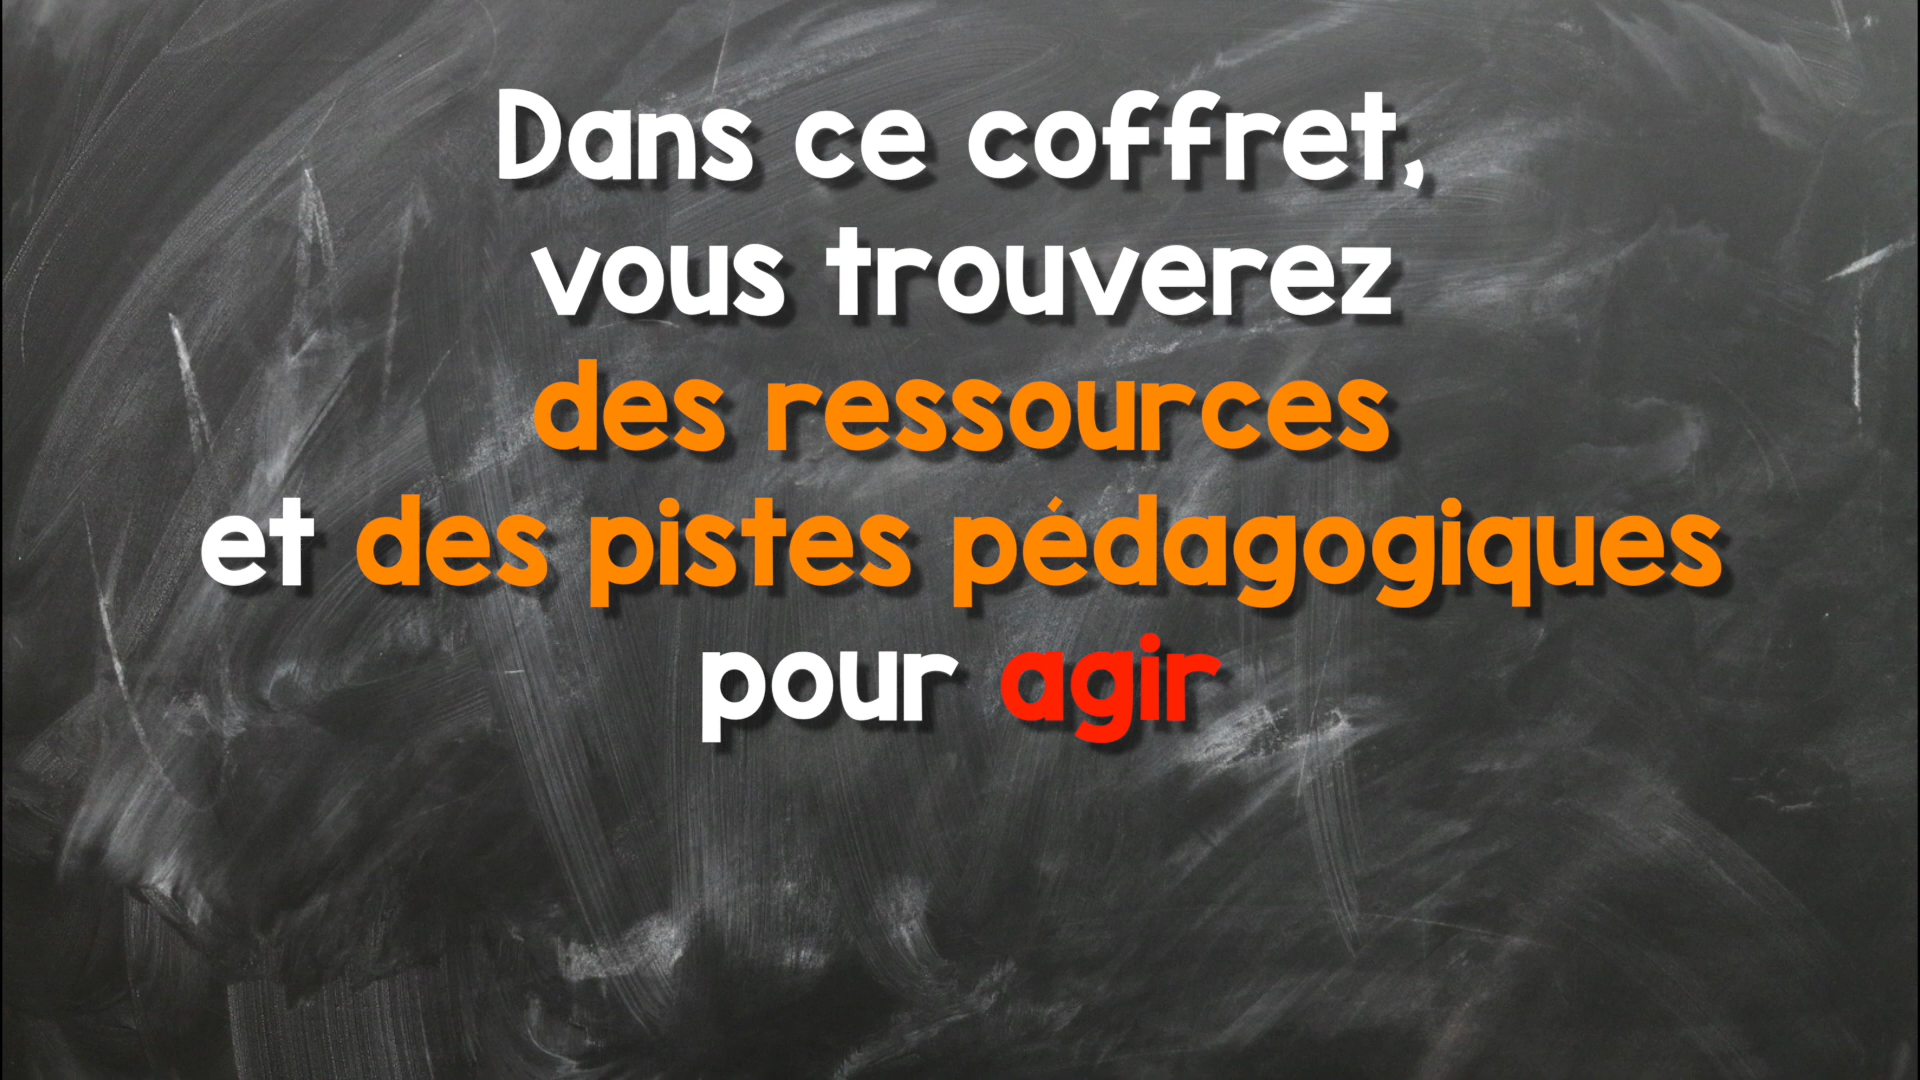 Dans ce coffret,
vous trouverez
des ressources
et des pistes pédagogiques
pour agir